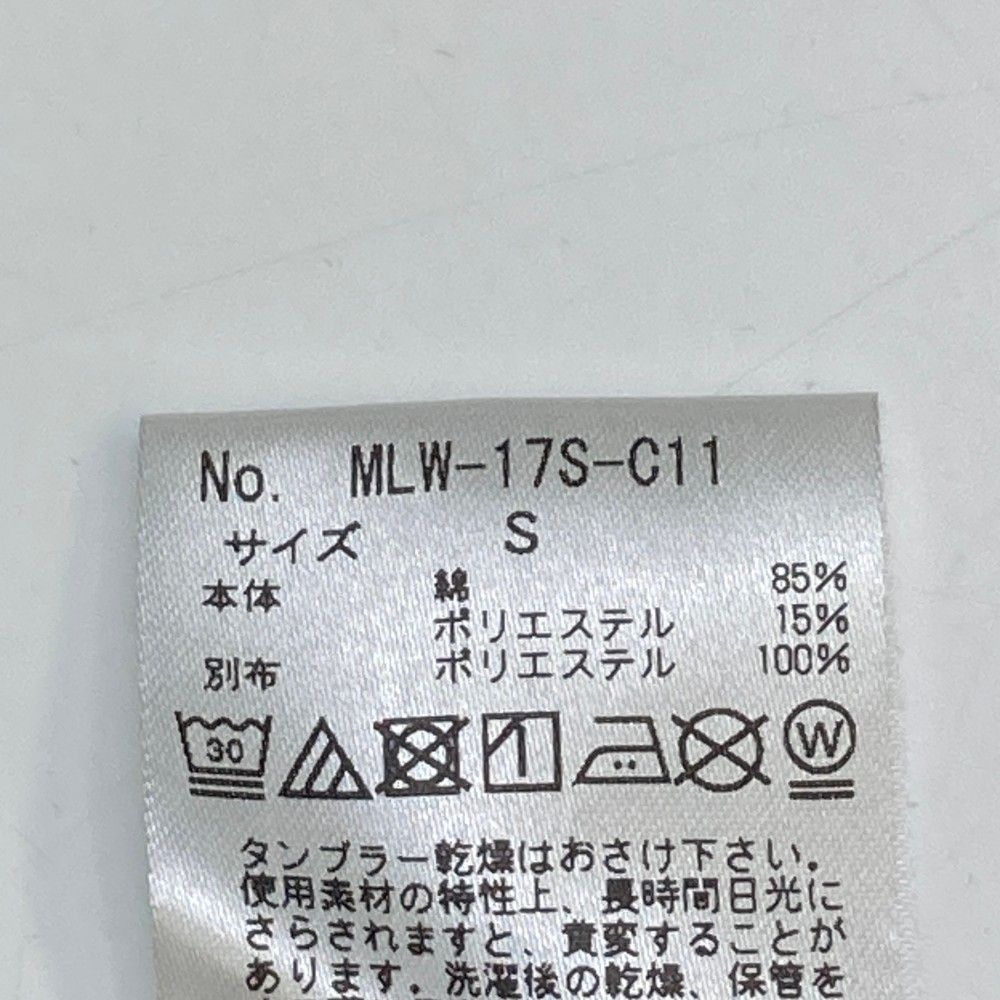 No. MLW-17S-C11
サイズ S
本体 綿 85%
ポリエステル 15%
別布 ポリエステル 100%
30 W
タンブラー乾燥はおさけ下さい.
使用素材の特性上、長時間日光に
さらされますと、黄変することが
あります.洗濯後の乾燥、保管を